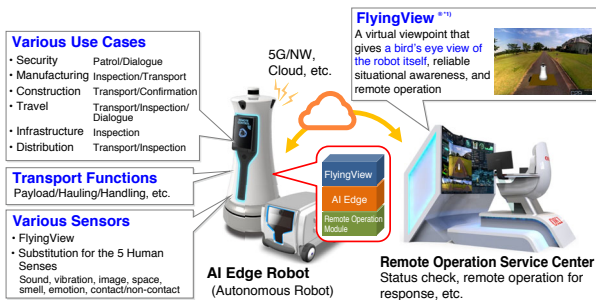 Various Use Cases
・Security Patrol/Dialogue
・Manufacturing Inspection/Transport
・Construction Transport/Confirmation
・Travel Transport/Inspection/
Dialogue
・Infrastructure Inspection
・Distribution Transport/Inspection
Transport Functions
Payload/Hauling/Handling, etc.
Various Sensors
・FlyingView
・Substitution for the 5 Human
Senses
Sound, vibration, image, space,
smell, emotion, contact/non-contact
5G/NW,
Cloud, etc.
FlyingView
AI Edge
Remote Operation
Module
AI Edge Robot
(Autonomous Robot)
FlyingView ※*1)
A virtual viewpoint that
gives a bird's eye view of
the robot itself, reliable
situational awareness, and
remote operation
OKI
Remote Operation Service Center
Status check, remote operation for
response, etc.